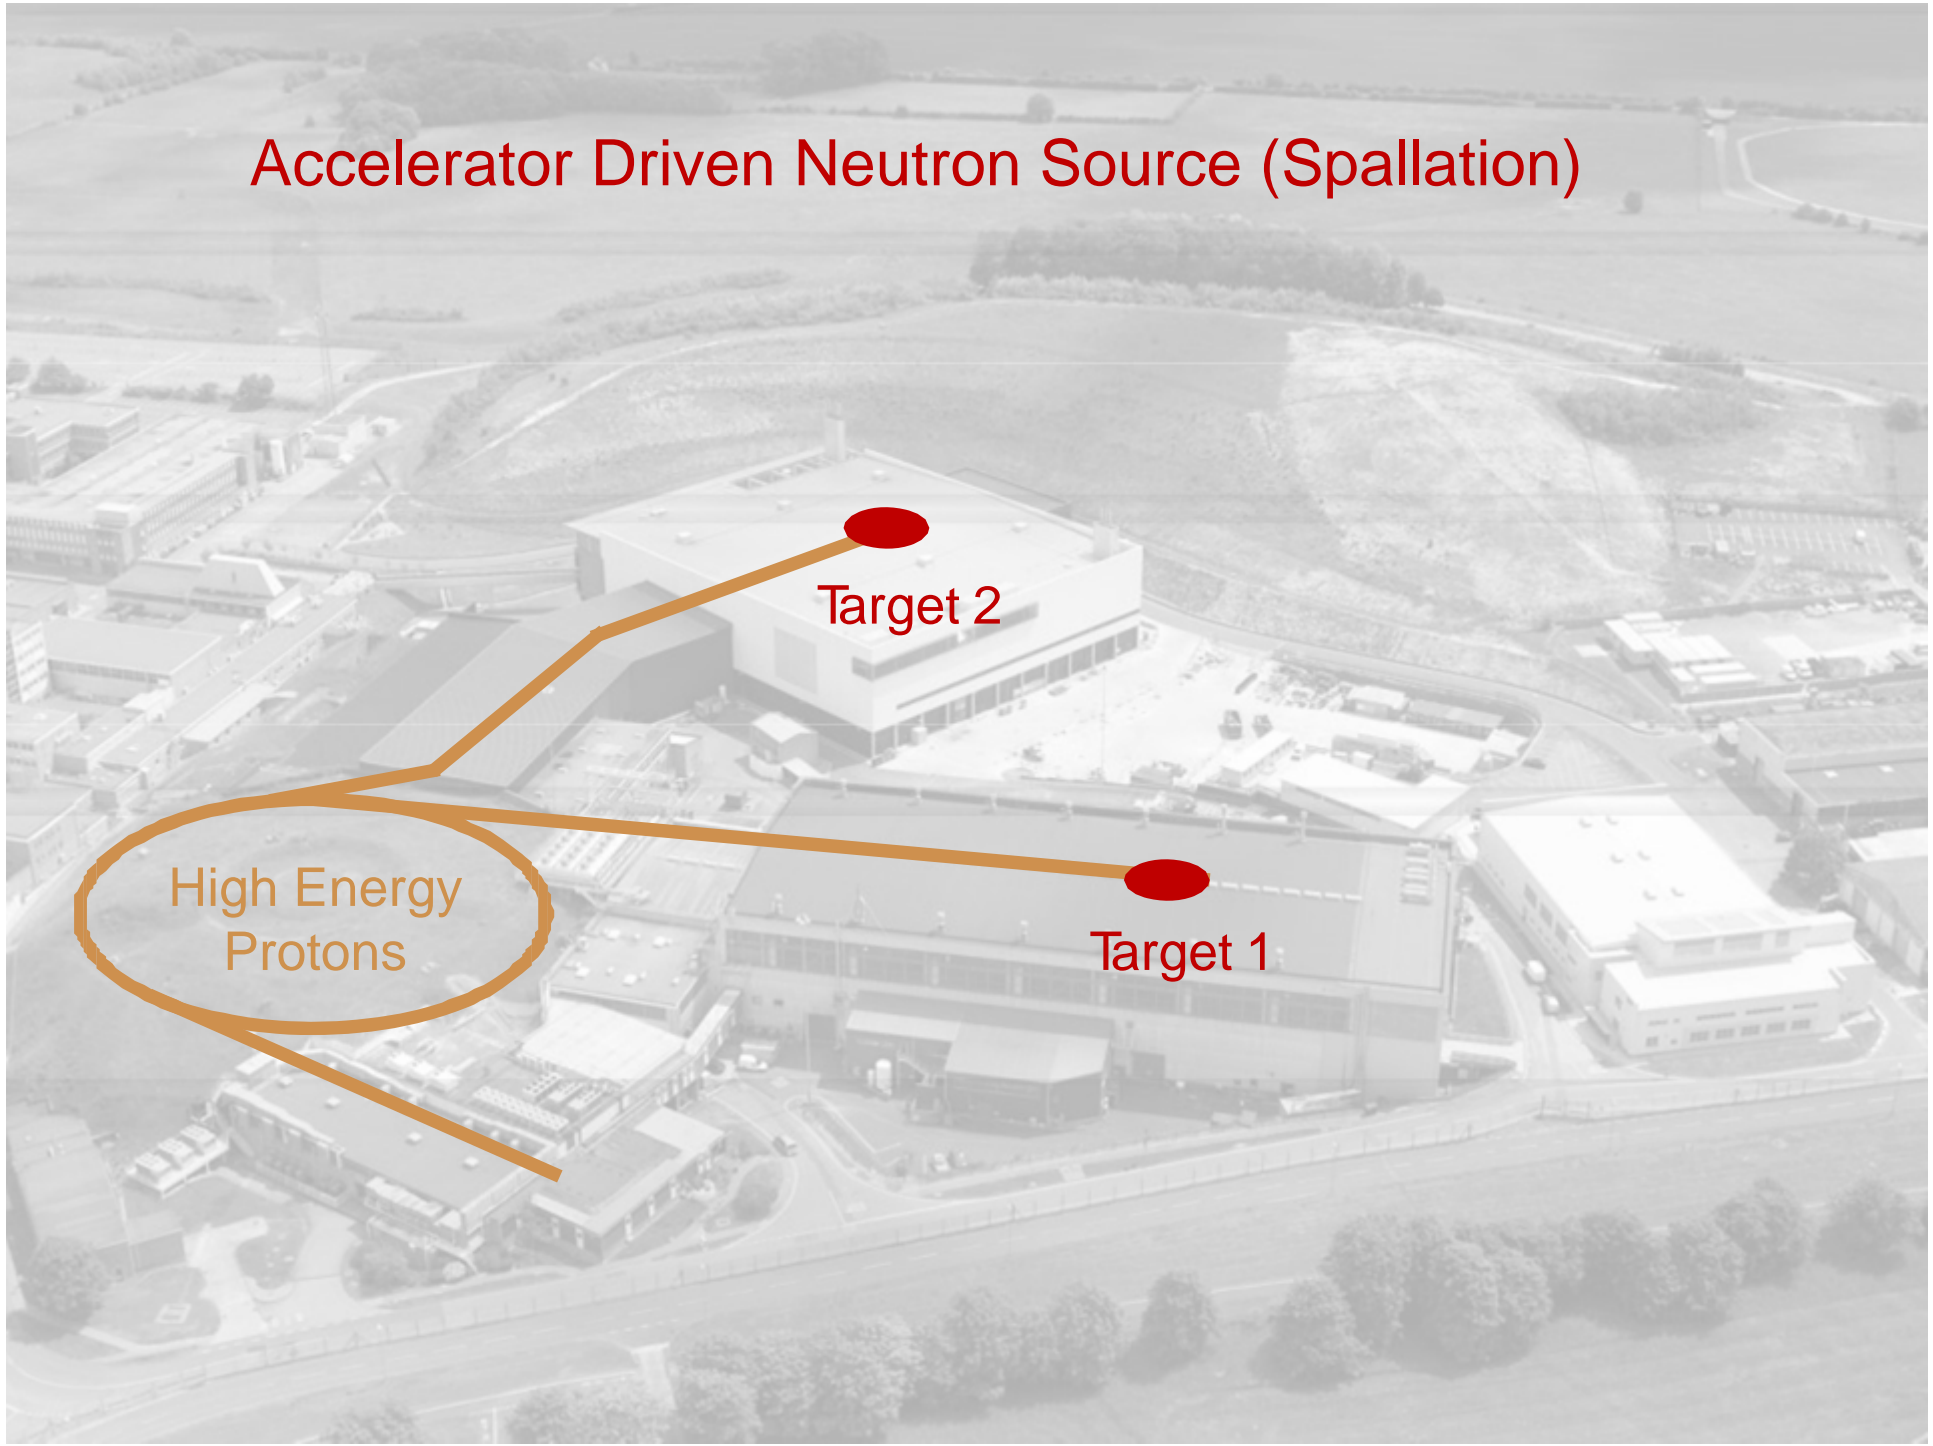 Accelerator Driven Neutron Source (Spallation)
Target 2
High Energy
Protons
Target 1